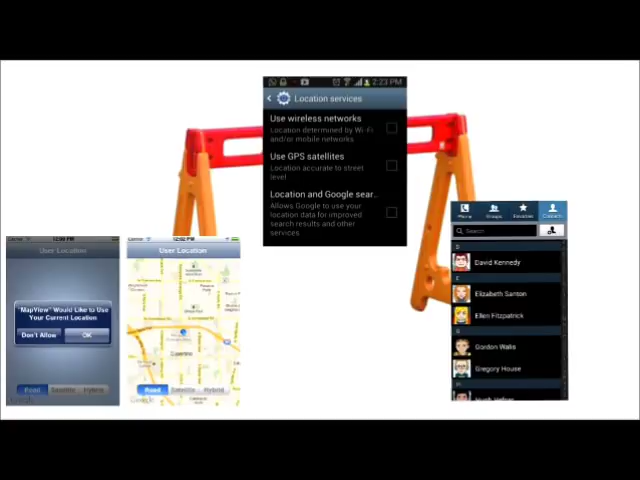 2:23 PM
Location services
Use wireless networks
Location determined by Wi-Fi
and/or mobile networks
Use GPS satellites
Location accurate to street
level
Location and Google sear..
Allows Google to use your
location data for improved
search results and other
services
Phone
Groups
Favorites
Contacts
Search
D
David Kennedy
E
Elizabeth Santon
Ellen Fitzpatrick
G
Gordon Walis
Gregory House
H
User Location
"MapView" Would Like to Use
Your Current Location
Don't Allow
OK
Road
Satellite
Hybrid
Google
User Location
Cupertino
Road
Satellite
Hybrid
Google